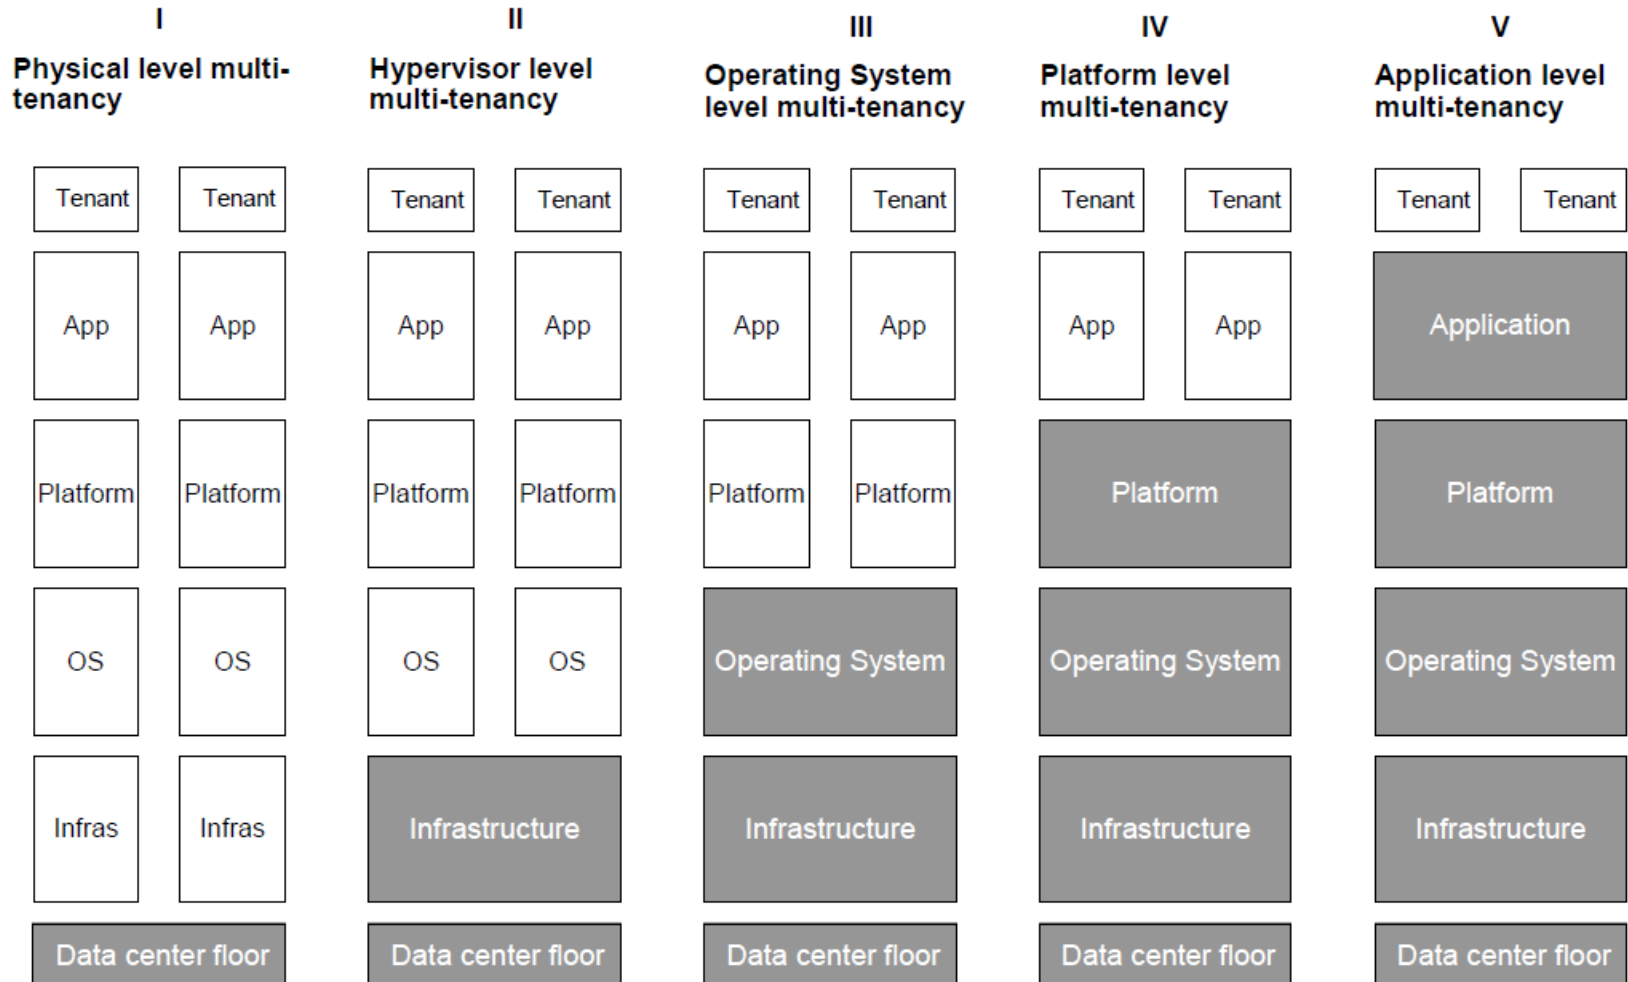 I
Physical level multi-
tenancy
Tenant Tenant
App App
Platform Platform
OS OS
Infras Infras
Data center floor
II
Hypervisor level
multi-tenancy
Tenant Tenant
App App
Platform Platform
OS OS
Infrastructure
Data center floor
III
Operating System
level multi-tenancy
Tenant Tenant
App App
Platform Platform
Operating System
Infrastructure
Data center floor
IV
Platform level
multi-tenancy
Tenant Tenant
App App
Platform
Operating System
Infrastructure
Data center floor
V
Application level
multi-tenancy
Tenant Tenant
Application
Platform
Operating System
Infrastructure
Data center floor